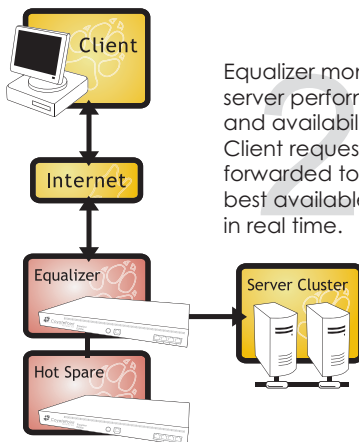 Client
Equalizer mon
server perform
and availabil
Client reques
forwarded to
best available
in real time.
2
Internet
Equalizer
Server Cluster
Hot Spare